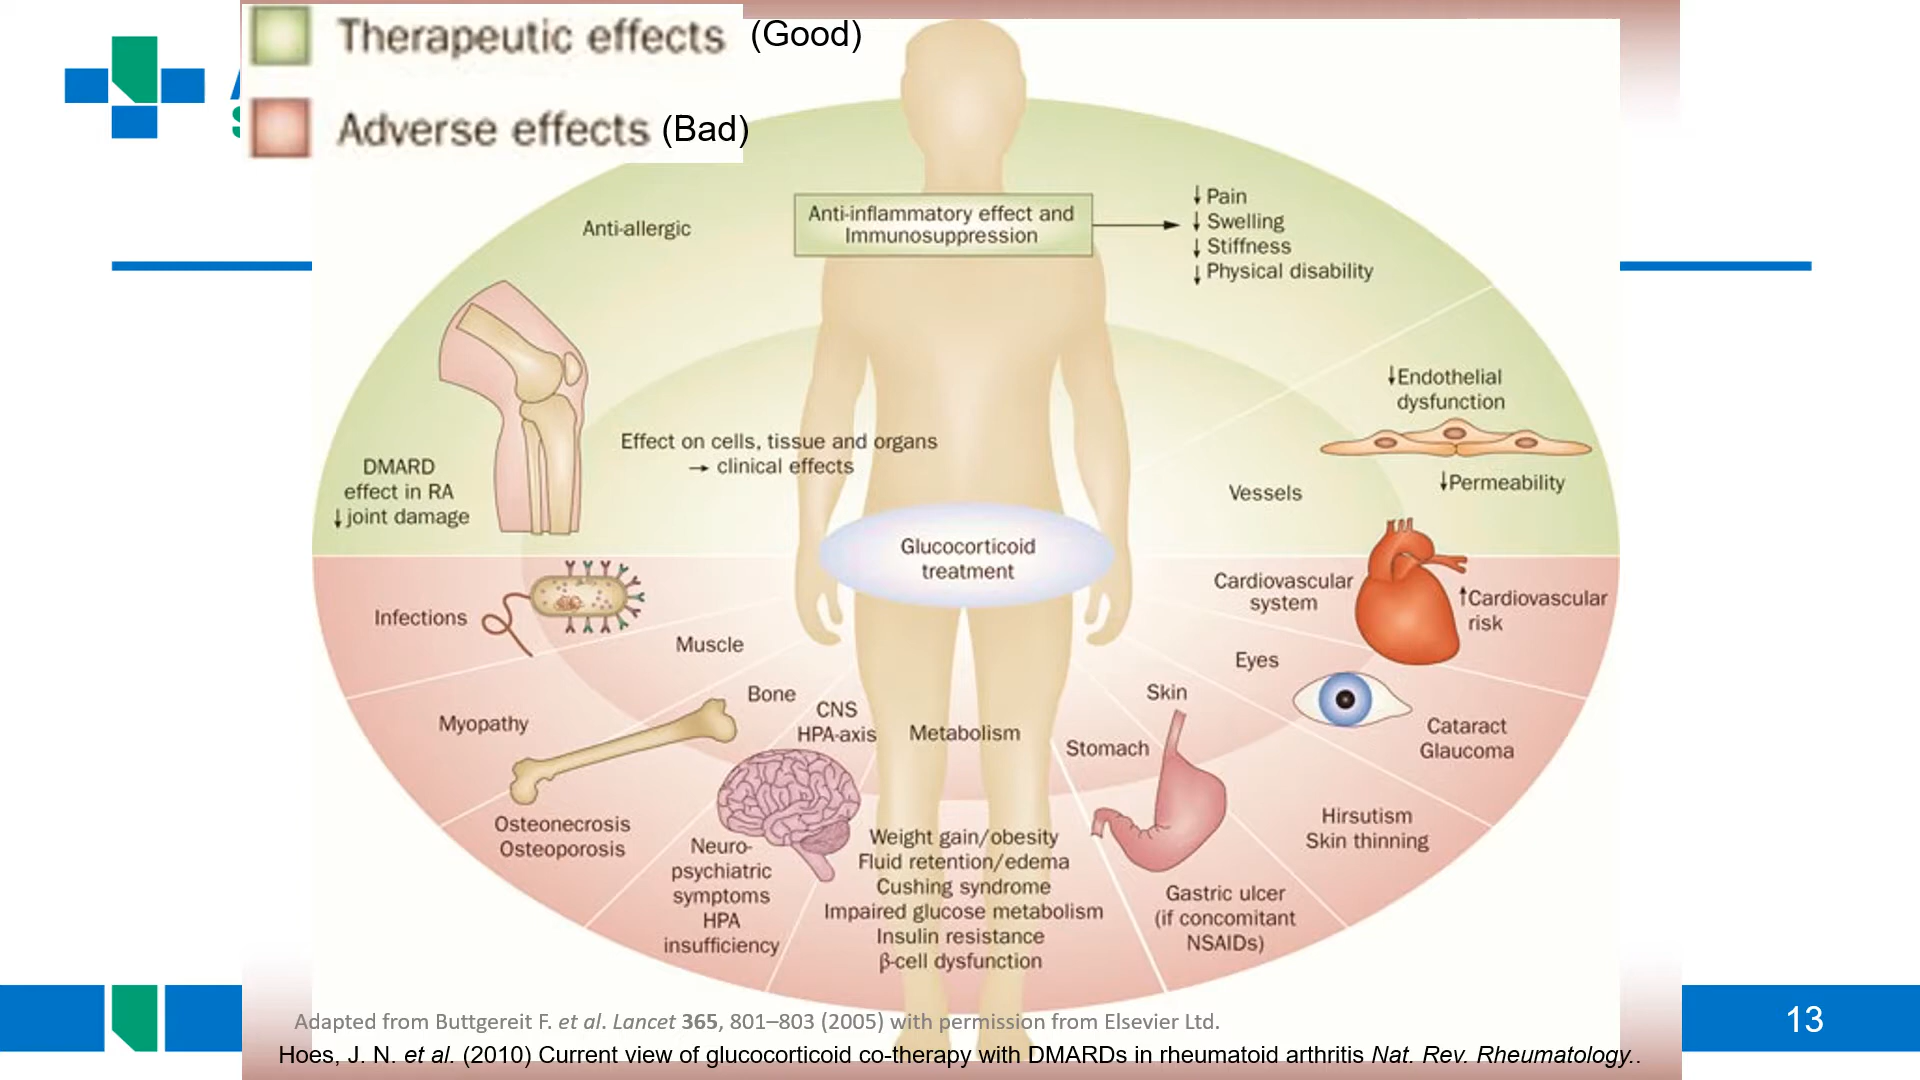 Therapeutic effects (Good)
Adverse effects (Bad)
Anti-allergic
Anti-inflammatory effect and
Immunosuppression
↓ Pain
↓ Swelling
↓ Stiffness
↓ Physical disability
↓Endothelial
dysfunction
↓Permeability
Vessels
Effect on cells, tissue and organs
→ clinical effects
DMARD
effect in RA
↓ joint damage
Glucocorticoid
treatment
Infections
Muscle
Myopathy
Bone
Osteonecrosis
Osteoporosis
CNS
HPA-axis
Neuro-
psychiatric
symptoms
HPA
insufficiency
Metabolism
Weight gain/obesity
Fluid retention/edema
Cushing syndrome
Impaired glucose metabolism
Insulin resistance
β-cell dysfunction
Stomach
Gastric ulcer
(if concomitant
NSAIDs)
Skin
Hirsutism
Skin thinning
Eyes
Cataract
Glaucoma
Cardiovascular
system
↑Cardiovascular
risk
Adapted from Buttgereit F. et al. Lancet 365, 801–803 (2005) with permission from Elsevier Ltd.
Hoes, J. N. et al. (2010) Current view of glucocorticoid co-therapy with DMARDs in rheumatoid arthritis Nat. Rev. Rheumatology..
13